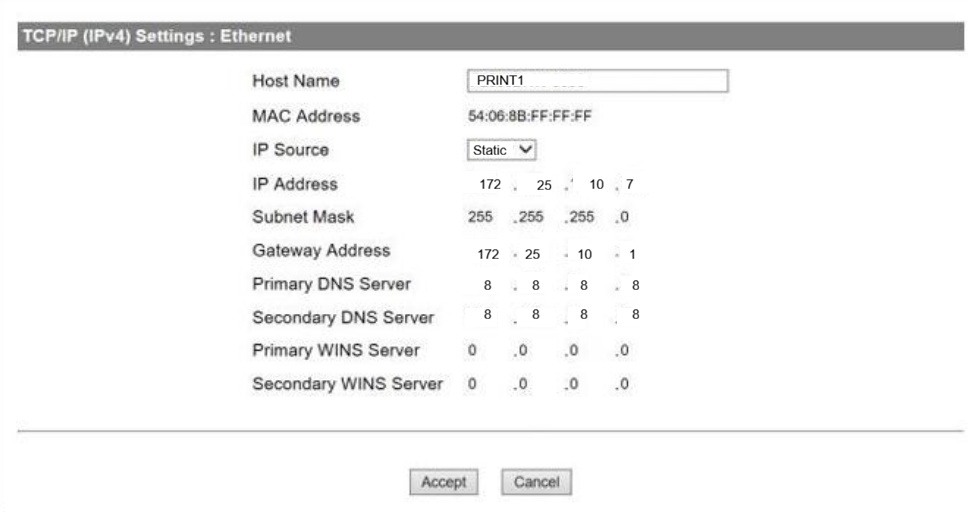 TCP/IP (IPv4) Settings : Ethernet
Host Name PRINT1
MAC Address 54:06:8B:FF:FF:FF
IP Source Static
IP Address 172 . 25 . 10 . 7
Subnet Mask 255 .255 .255 .0
Gateway Address 172 . 25 . 10 . 1
Primary DNS Server 8 . 8 . 8 . 8
Secondary DNS Server 8 . 8 . 8 . 8
Primary WINS Server 0 .0 .0 .0
Secondary WINS Server 0 .0 .0 .0
Accept Cancel